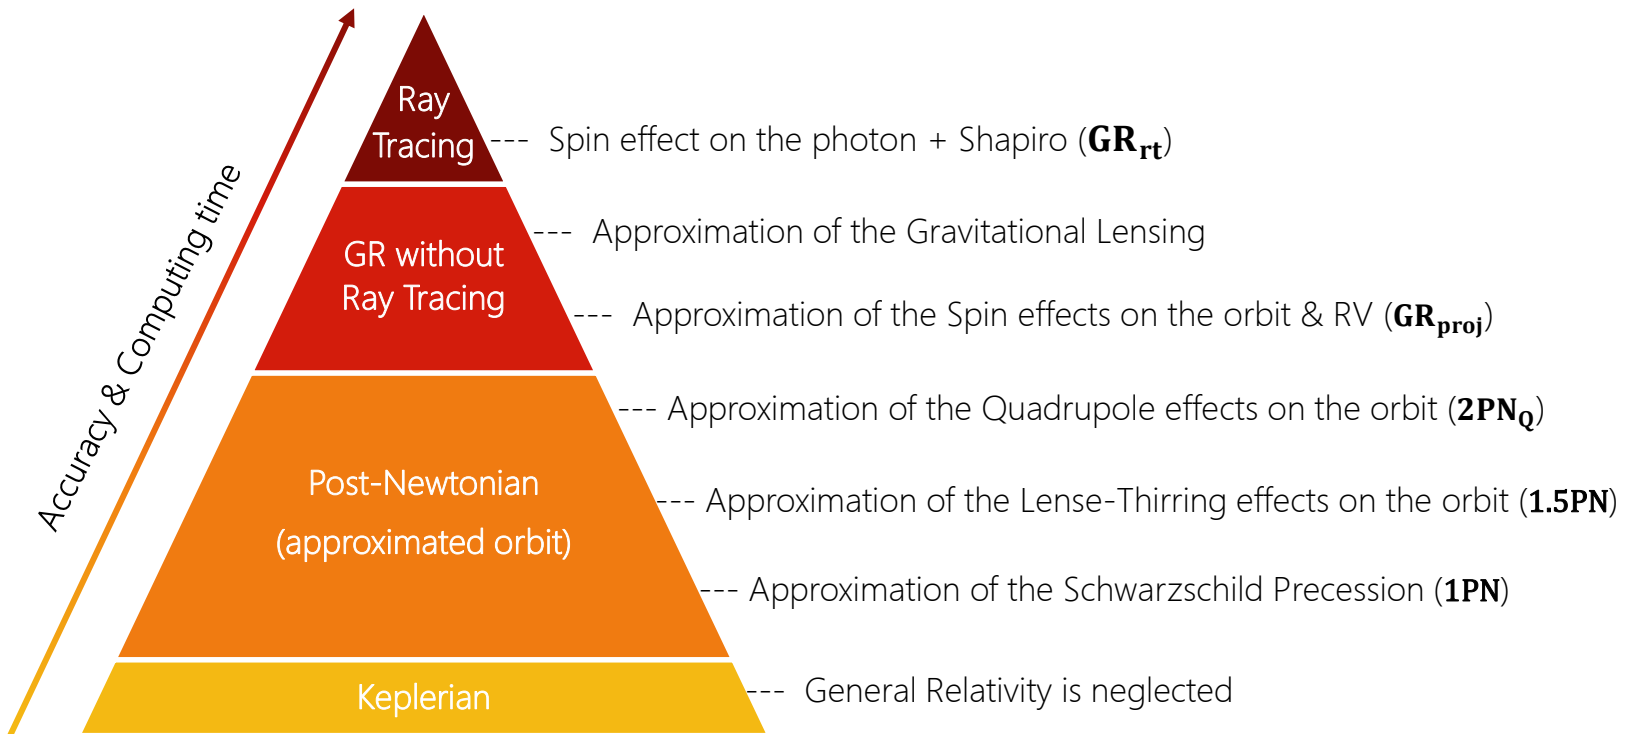 Accuracy & Computing time
Ray
Tracing
--- Spin effect on the photon + Shapiro (GR_rt)
GR without
Ray Tracing
--- Approximation of the Gravitational Lensing
--- Approximation of the Spin effects on the orbit & RV (GR_proj)
Post-Newtonian
(approximated orbit)
--- Approximation of the Quadrupole effects on the orbit (2PN_Q)
--- Approximation of the Lense-Thirring effects on the orbit (1.5PN)
--- Approximation of the Schwarzschild Precession (1PN)
Keplerian
--- General Relativity is neglected